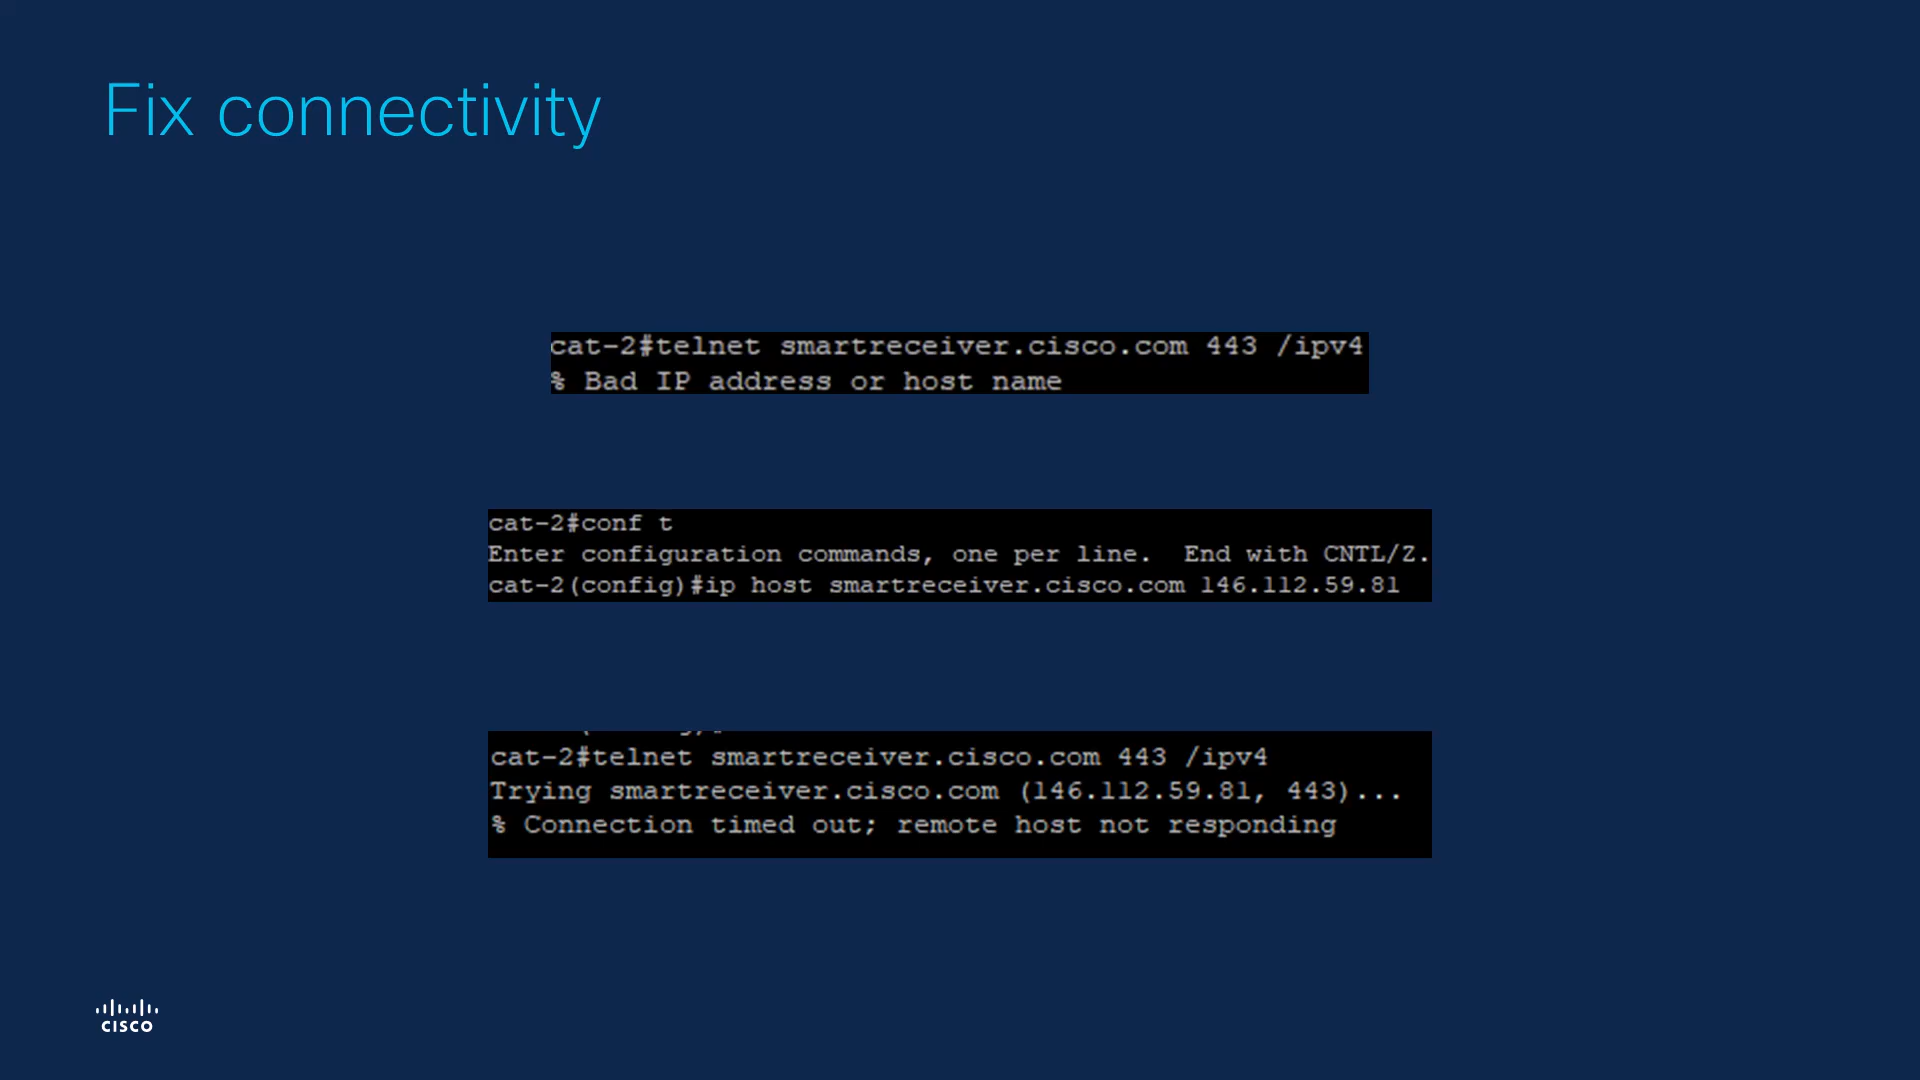 Fix connectivity
cat-2#telnet smartreceiver.cisco.com 443 /ipv4
% Bad IP address or host name
cat-2#conf t
Enter configuration commands, one per line.  End with CNTL/Z.
cat-2(config)#ip host smartreceiver.cisco.com 146.112.59.81
cat-2#telnet smartreceiver.cisco.com 443 /ipv4
Trying smartreceiver.cisco.com (146.112.59.81, 443)...
% Connection timed out; remote host not responding
CISCO